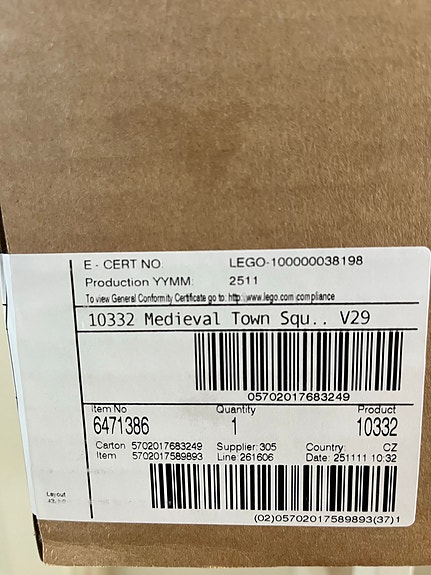 E - CERT NO: LEGO-100000038198
Production YYMM: 2511
To view General Conformity Certificate go to: http://www.lego.com/compliance
10332 Medieval Town Squ.. V29
05702017683249
Item No Quantity Product
6471386 1 10332
Carton 5702017683249 Supplier: 305 Country: CZ
Item 5702017589893 Line 261606 Date: 251111 10:32
Layout
(02)05702017589893(37)1